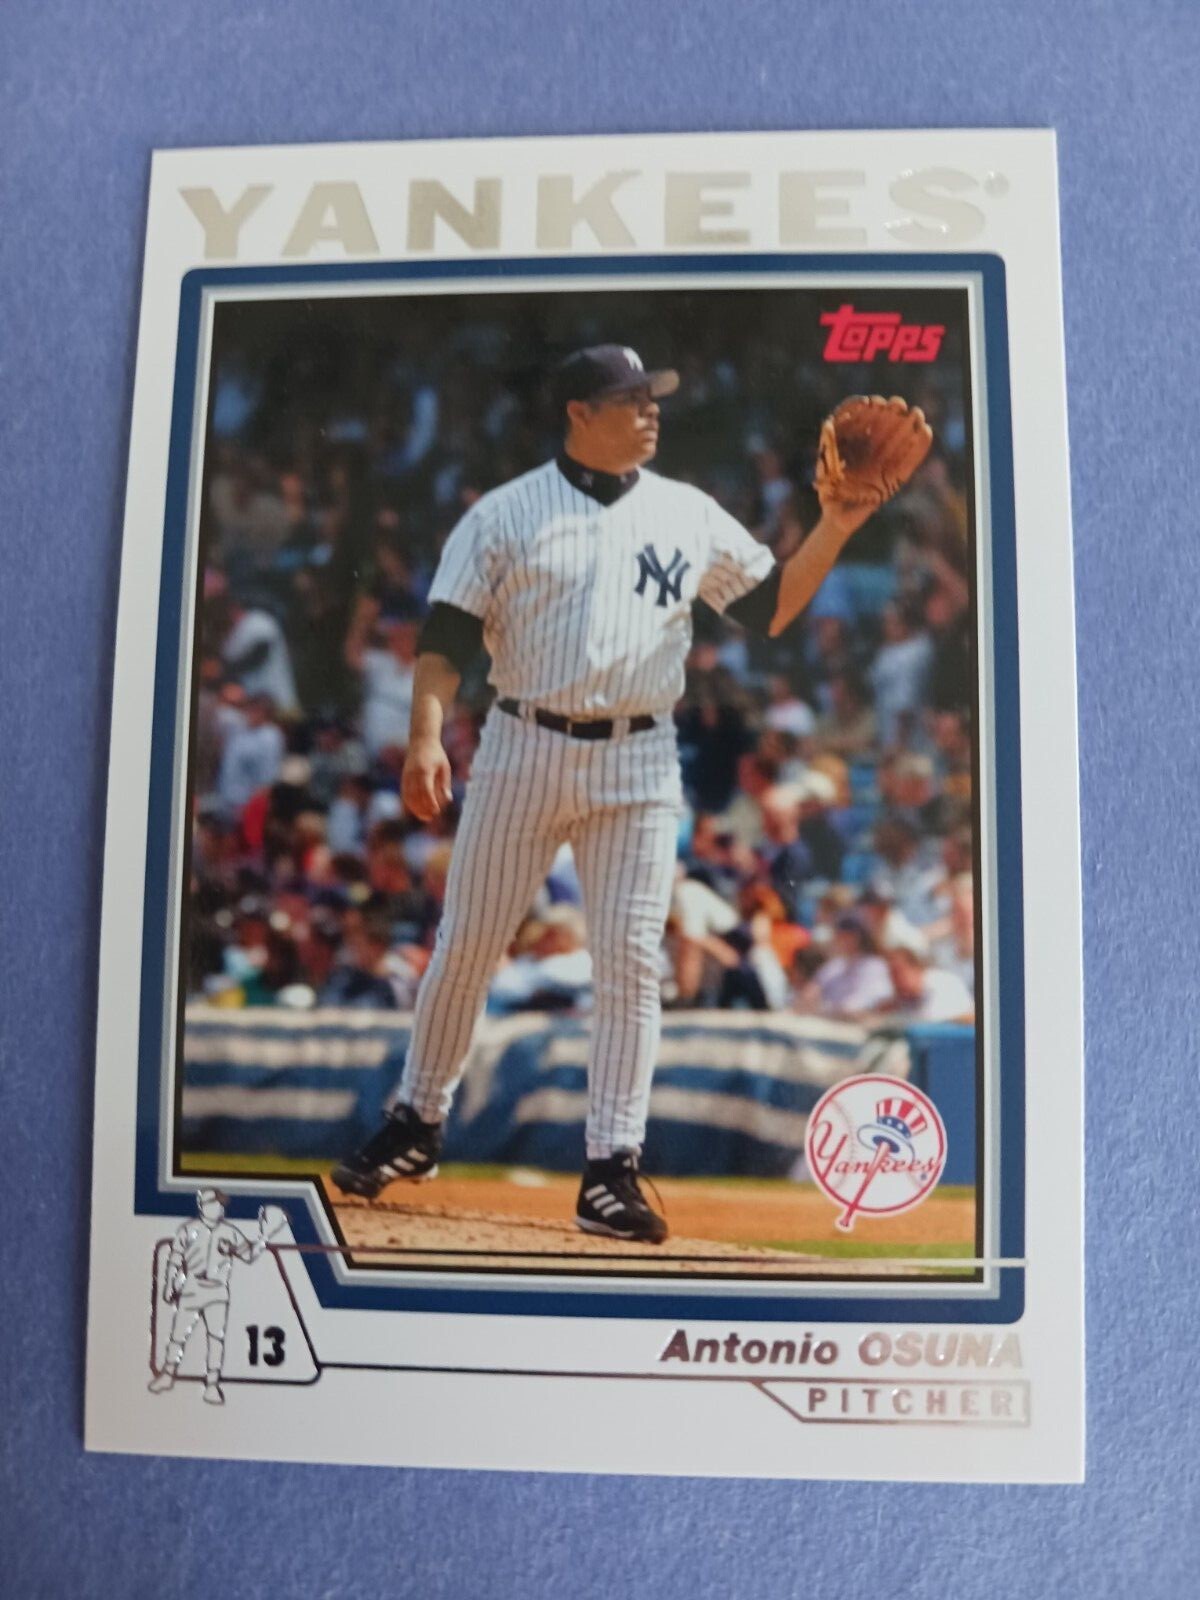 YANKEES
Topps
NY
Yankees
13
Antonio OSUNA
PITCHER